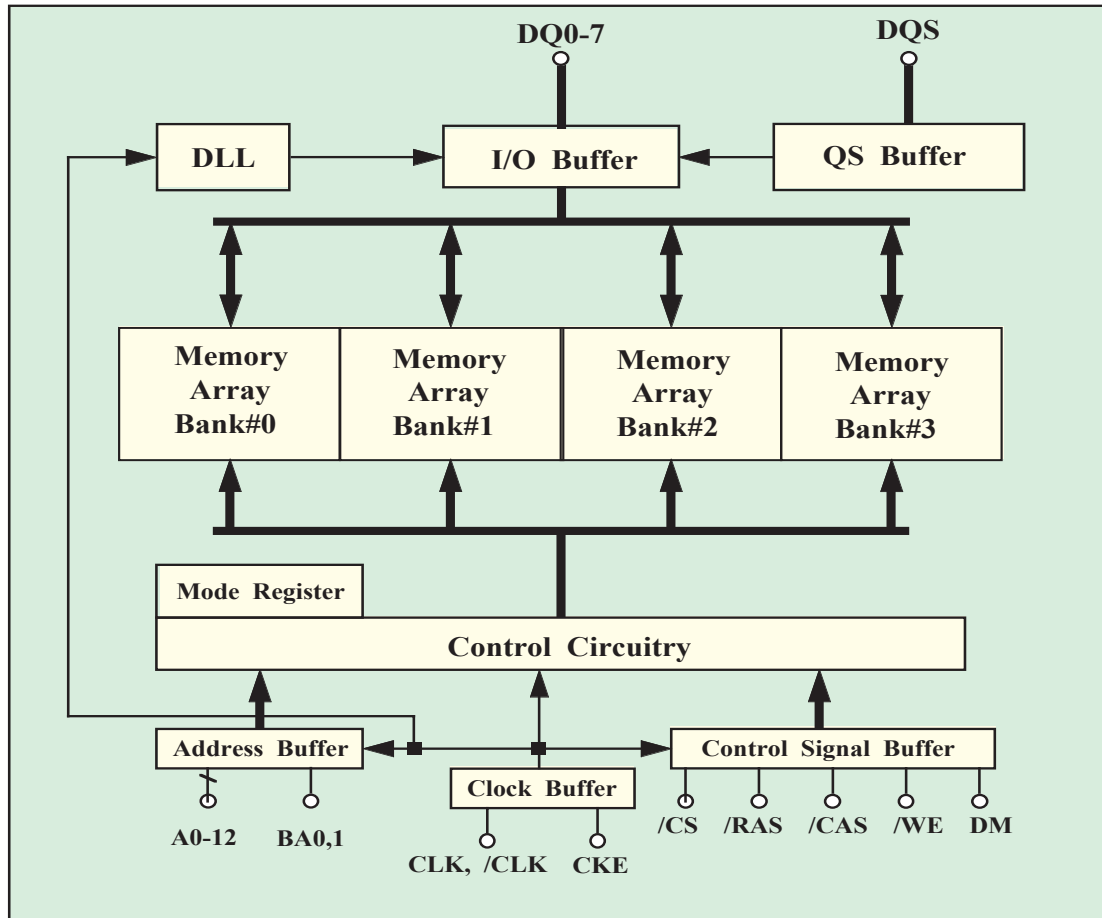 DQ0-7
DQS
DLL
I/O Buffer
QS Buffer
Memory
Array
Bank#0
Memory
Array
Bank#1
Memory
Array
Bank#2
Memory
Array
Bank#3
Mode Register
Control Circuitry
Address Buffer
Control Signal Buffer
Clock Buffer
A0-12
BA0,1
CLK, /CLK
CKE
/CS
/RAS
/CAS
/WE
DM